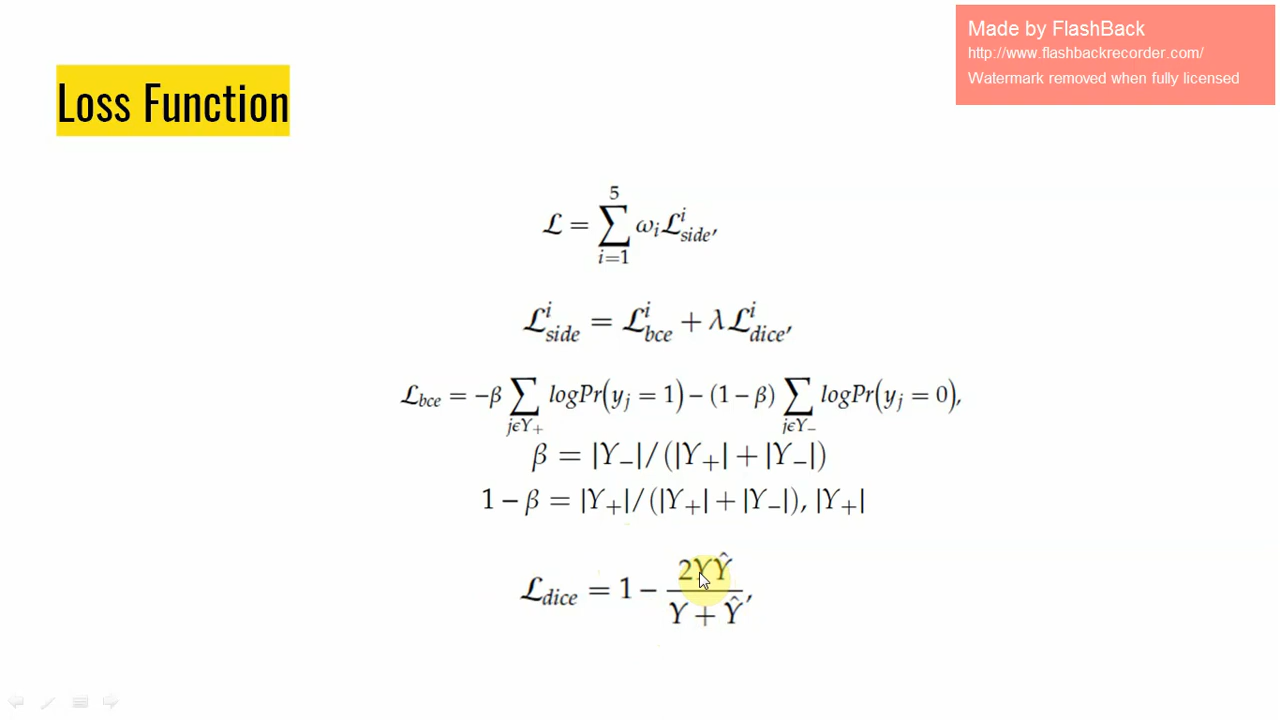 Made by FlashBack
http://www.flashbackrecorder.com/
Watermark removed when fully licensed
Loss Function
ℒ = ∑_{i=1}^{5} ω_i ℒ^i_{side},
ℒ^i_{side} = ℒ^i_{bce} + λℒ^i_{dice},
ℒ_{bce} = −β ∑_{jϵY_+} logPr(y_j = 1) − (1 − β) ∑_{jϵY_−} logPr(y_j = 0),
β = |Y_−|/(|Y_+| + |Y_−|)
1 − β = |Y_+|/(|Y_+| + |Y_−|), |Y_+|
ℒ_{dice} = 1 − \frac{2YŶ}{Y + Ŷ},